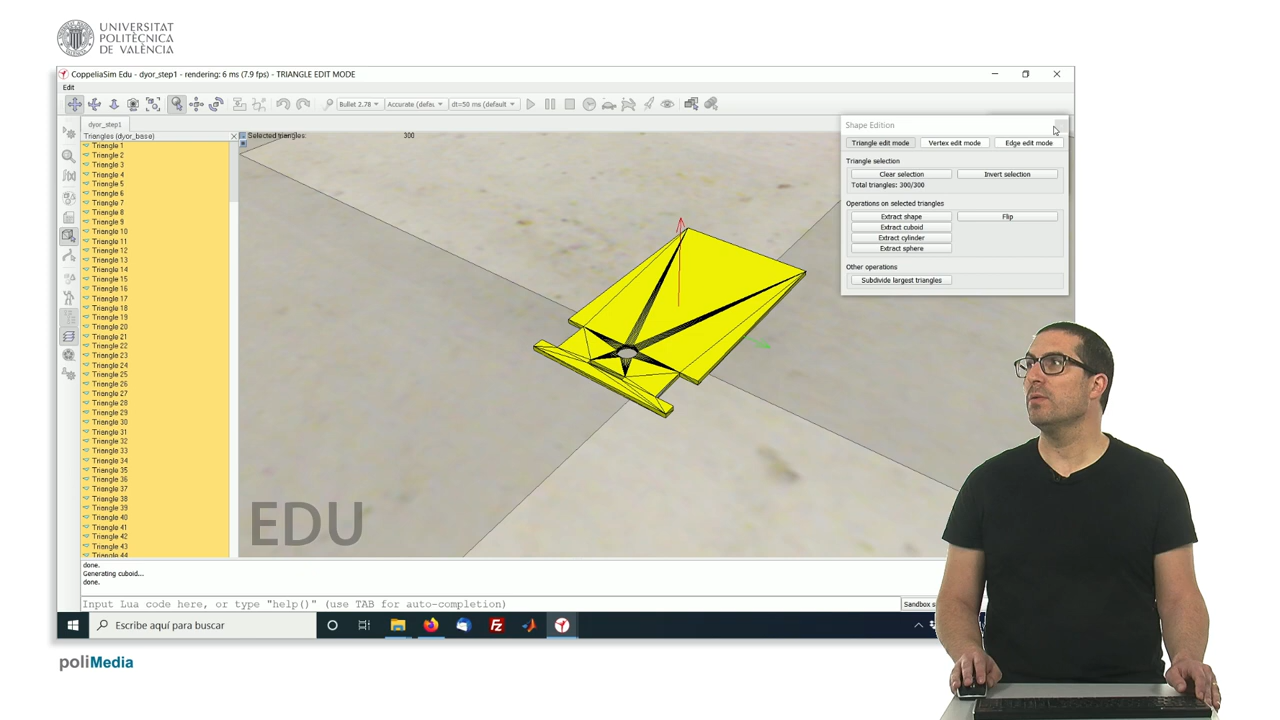 UNIVERSITAT
POLITÈCNICA
DE VALÈNCIA
CoppeliaSim Edu - dyor_step1 - rendering: 6 ms (7.9 fps) - TRIANGLE EDIT MODE
Edit
Bullet 2.78
Accurate (defau
dt=50 ms (default
dyor_step1
Triangles (dyor_base)
Selected triangles:
300
Triangle 1
Triangle 2
Triangle 3
Triangle 4
Triangle 5
Triangle 6
Triangle 7
Triangle 8
Triangle 9
Triangle 10
Triangle 11
Triangle 12
Triangle 13
Triangle 14
Triangle 15
Triangle 16
Triangle 17
Triangle 18
Triangle 19
Triangle 20
Triangle 21
Triangle 22
Triangle 23
Triangle 24
Triangle 25
Triangle 26
Triangle 27
Triangle 28
Triangle 29
Triangle 30
Triangle 31
Triangle 32
Triangle 33
Triangle 34
Triangle 35
Triangle 36
Triangle 37
Triangle 38
Triangle 39
Triangle 40
Triangle 41
Triangle 42
Triangle 43
Triangle 44
Shape Edition
Triangle edit mode
Vertex edit mode
Edge edit mode
Triangle selection
Clear selection
Invert selection
Total triangles: 300/300
Operations on selected triangles
Extract shape
Flip
Extract cuboid
Extract cylinder
Extract sphere
Other operations
Subdivide largest triangles
EDU
done.
Generating cuboid...
done.
Input Lua code here, or type "help()" (use TAB for auto-completion)
Sandbox s
Escribe aquí para buscar
FZ
poliMedia